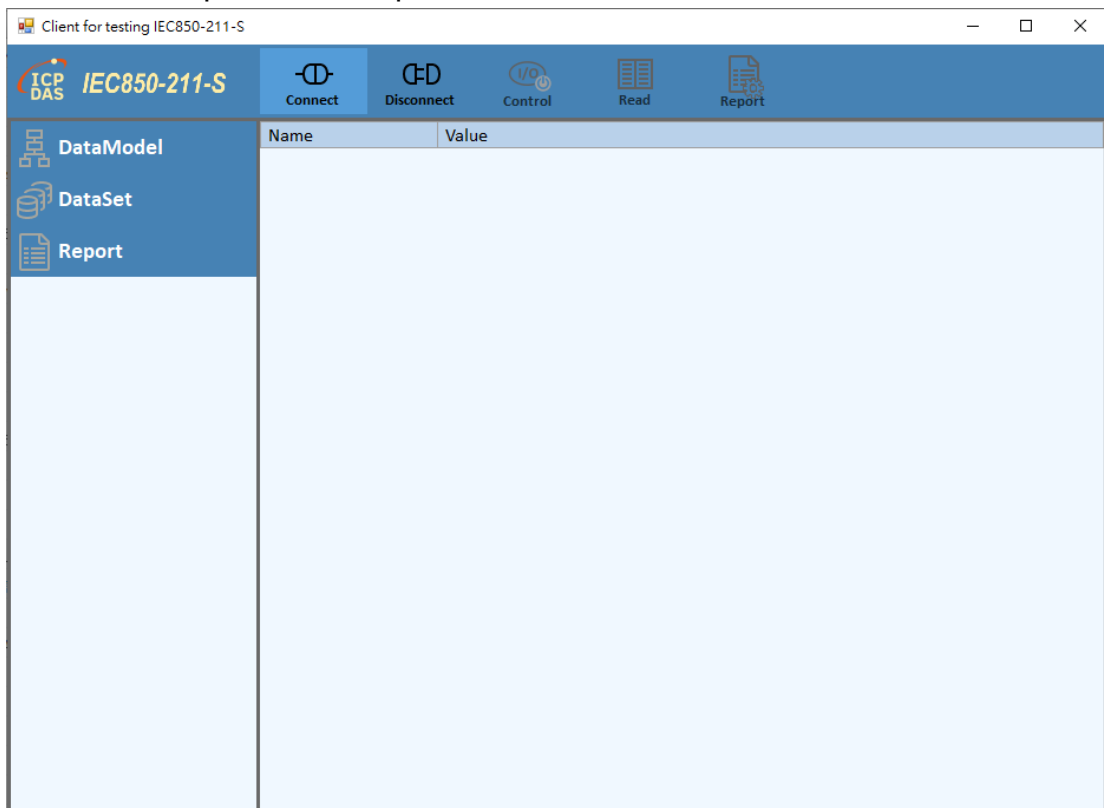 Client for testing IEC850-211-S
ICP DAS IEC850-211-S
Connect Disconnect Control Read Report
DataModel
DataSet
Report
Name Value
I/O